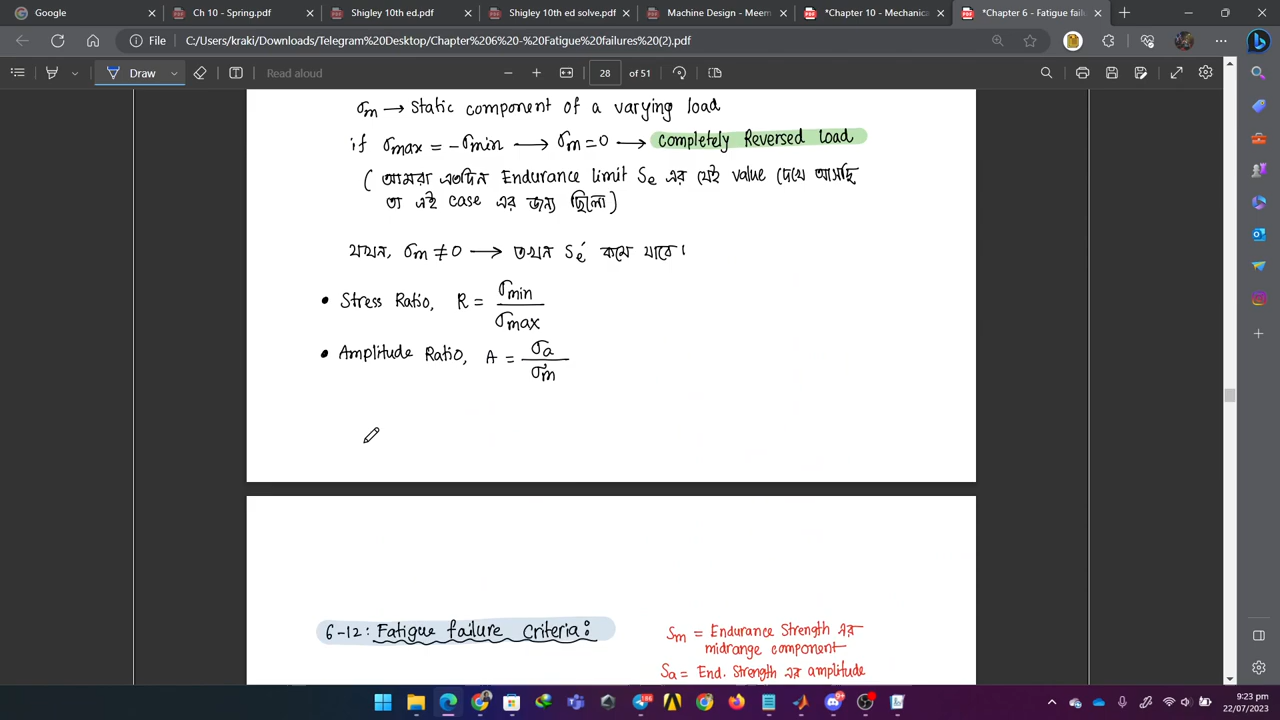 Google
Ch 10 - Spring.pdf
Shigley 10th ed.pdf
Shigley 10th ed solve.pdf
Machine Design - Meem
*Chapter 13- Mechanica
*Chapter 6 - Fatigue failu
File
C:/Users/kraki/Downloads/Telegram%20Desktop/Chapter%206%20-%20Fatigue%20failures%20(2).pdf
Draw
Read aloud
28
of 51
σm → Static component of a varying load
if σmax = -σmin → σm = 0 → Completely Reversed Load
( আমরা এতদিন Endurance limit Se এর যেই value দেখে আসছি
তা এই case এর জন্য ছিলো )
যখন, σm ≠ 0 → তখন Se' কমে যাবে।
• Stress Ratio, R = σmin / σmax
• Amplitude Ratio, A = σa / σm
6-12: Fatigue failure Criteria:
Sm = Endurance Strength এর
midrange component
Sa = End. Strength এর amplitude
186
9:23 pm
22/07/2023